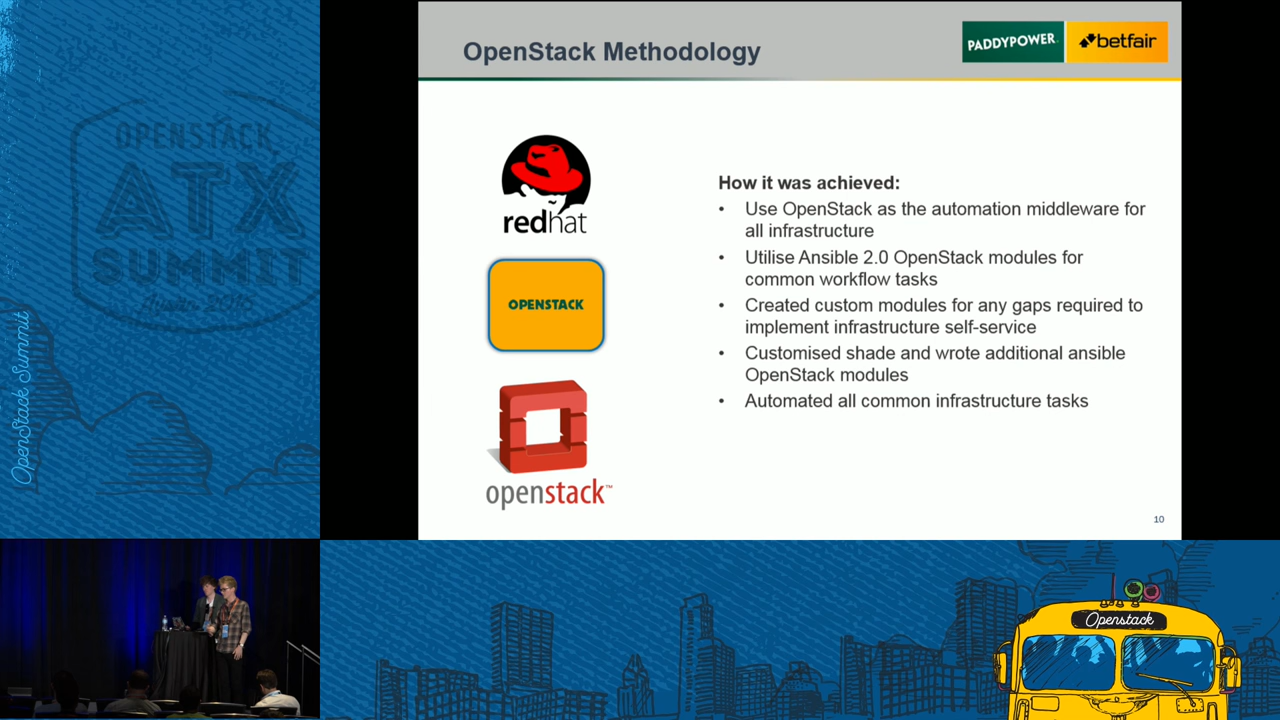 OpenStack Methodology
PADDYPOWER.
betfair
redhat
OPENSTACK
openstack™
How it was achieved:
• Use OpenStack as the automation middleware for
all infrastructure
• Utilise Ansible 2.0 OpenStack modules for
common workflow tasks
• Created custom modules for any gaps required to
implement infrastructure self-service
• Customised shade and wrote additional ansible
OpenStack modules
• Automated all common infrastructure tasks
10
OPENSTACK
ATX
SUMMIT
OpenStack Summit
Openstack